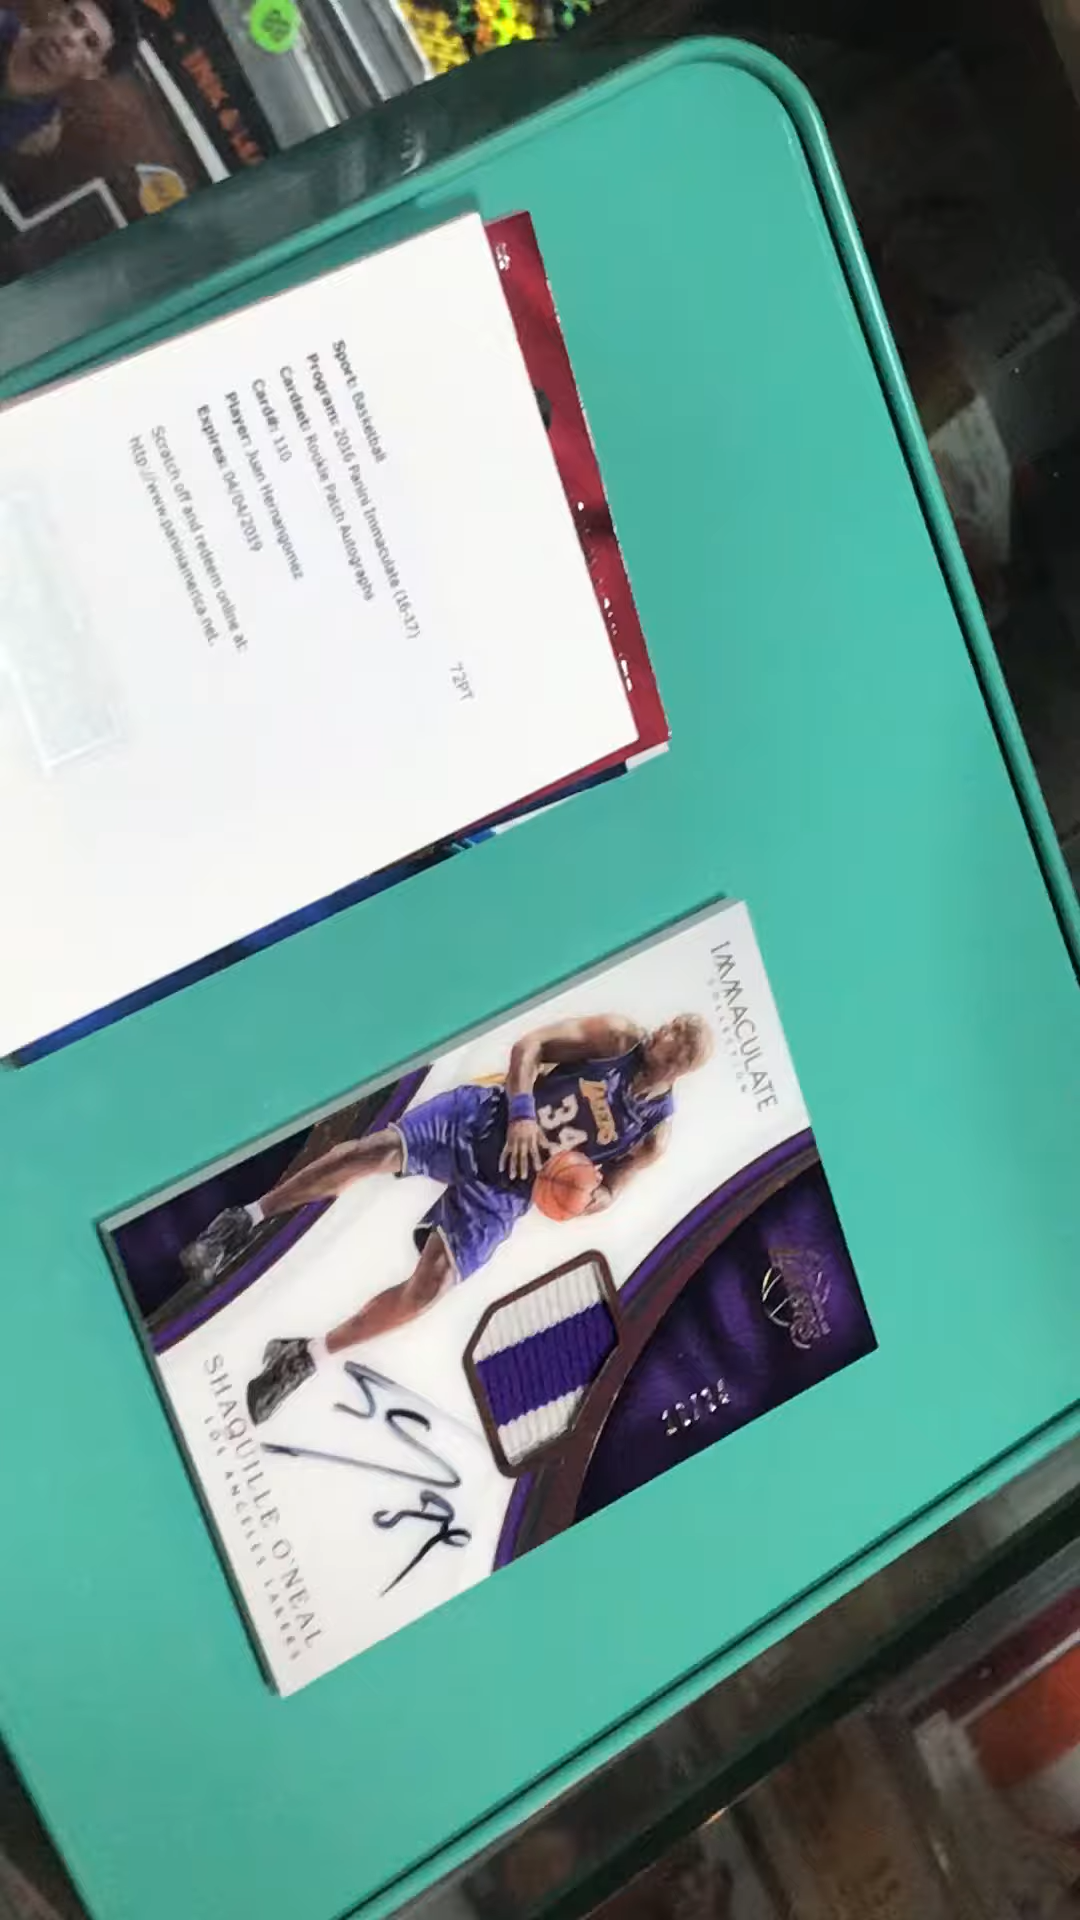 72PT
Sport: Basketball
Program: 2016 Panini Immaculate (16-17)
Cardset: Rookie Patch Autographs
Card#: 110
Player: Juan Hernangomez
Expires: 04/04/2019
Scratch off and redeem online at:
http://www.paniniamerica.net.
IMMACULATE
COLLECTION
LAKERS
34
SHAQUILLE O'NEAL
LOS ANGELES LAKERS